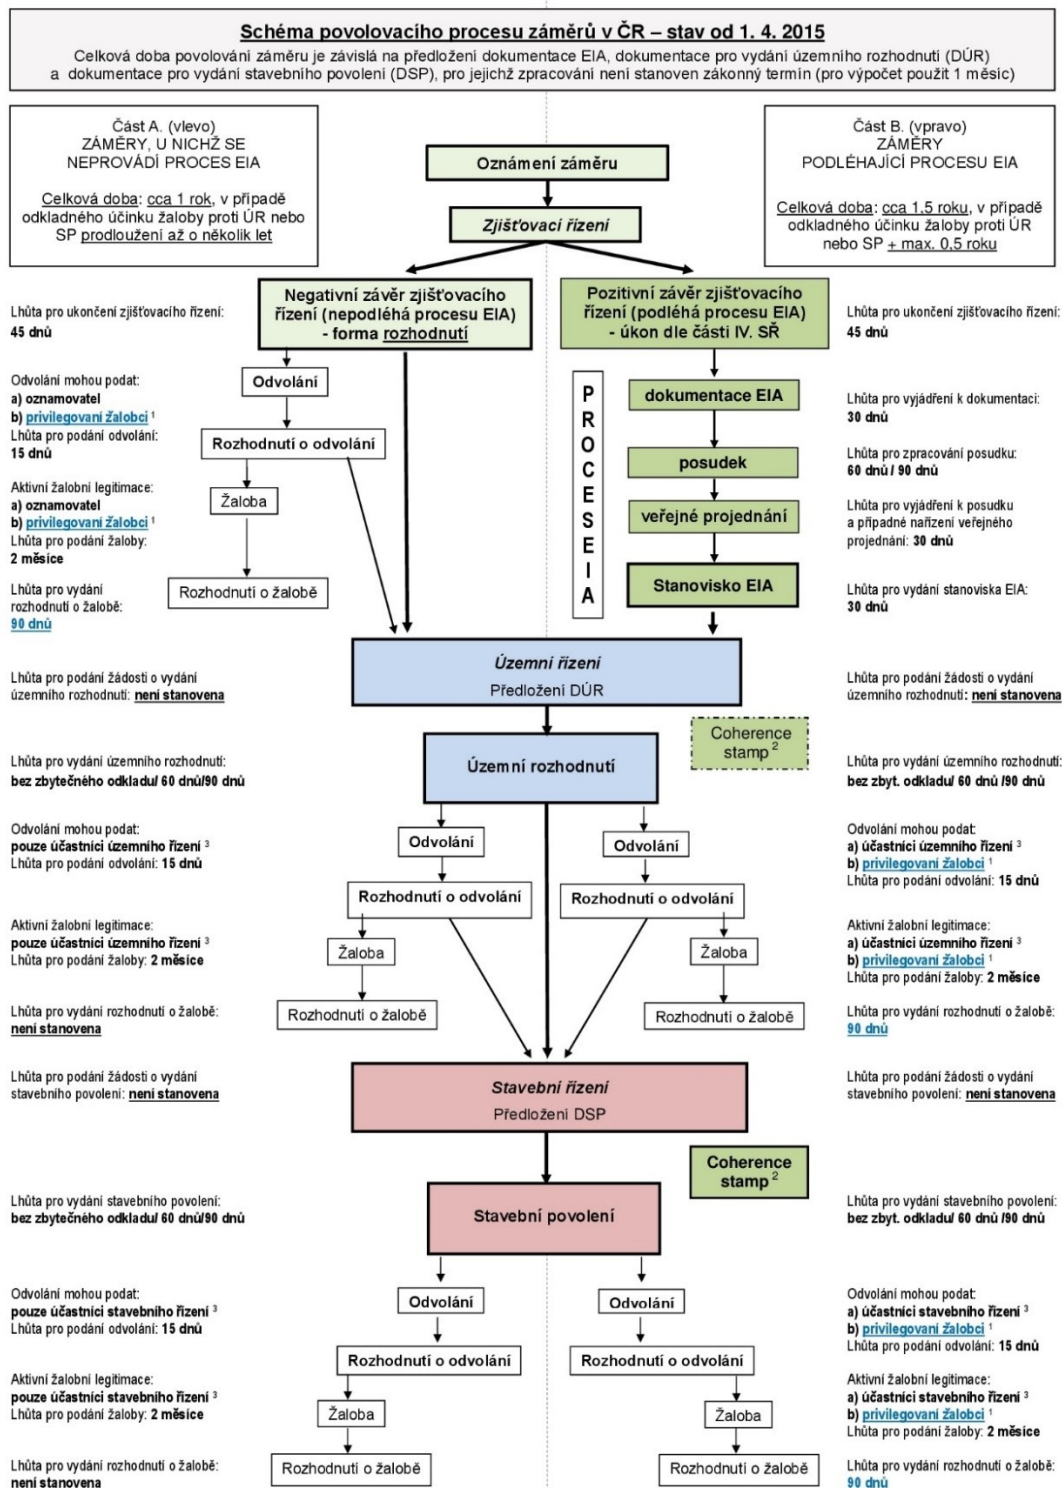 Schéma povolovacího procesu záměrů v ČR – stav od 1. 4. 2015
Celková doba povolování záměru je závislá na předložení dokumentace EIA, dokumentace pro vydání územního rozhodnutí (DÚR)
a dokumentace pro vydání stavebního povolení (DSP), pro jejichž zpracování není stanoven zákonný termín (pro výpočet použit 1 měsíc)
Část A. (vlevo)
ZÁMĚRY, U NICHŽ SE
NEPROVÁDÍ PROCES EIA
Celková doba: cca 1 rok, v případě
odkladného účinku žaloby proti ÚR nebo
SP prodloužení až o několik let
Část B. (vpravo)
ZÁMĚRY
PODLÉHAJÍCÍ PROCESU EIA
Celková doba: cca 1,5 roku, v případě
odkladného účinku žaloby proti ÚR
nebo SP + max. 0,5 roku
Oznámení záměru
Zjišťovací řízení
Lhůta pro ukončení zjišťovacího řízení:
45 dnů
Negativní závěr zjišťovacího
řízení (nepodléhá procesu EIA)
- forma rozhodnutí
Pozitivní závěr zjišťovacího
řízení (podléhá procesu EIA)
- úkon dle části IV. SŘ
Lhůta pro ukončení zjišťovacího řízení:
45 dnů
Odvolání mohou podat:
a) oznamovatel
b) privilegovaní žalobci ¹
Lhůta pro podání odvolání:
15 dnů
Odvolání
Rozhodnutí o odvolání
Aktivní žalobní legitimace:
a) oznamovatel
b) privilegovaní žalobci ¹
Lhůta pro podání žaloby:
2 měsíce
Žaloba
Lhůta pro vydání
rozhodnutí o žalobě:
90 dnů
Rozhodnutí o žalobě
P
R
O
C
E
S
E
I
A
dokumentace EIA
Lhůta pro vyjádření k dokumentaci:
30 dnů
posudek
Lhůta pro zpracování posudku:
60 dnů / 90 dnů
veřejné projednání
Lhůta pro vyjádření k posudku
a případné nařízení veřejného
projednání: 30 dnů
Stanovisko EIA
Lhůta pro vydání stanoviska EIA:
30 dnů
Lhůta pro podání žádosti o vydání
územního rozhodnutí: není stanovena
Územní řízení
Předložení DÚR
Lhůta pro podání žádosti o vydání
územního rozhodnutí: není stanovena
Coherence
stamp ²
Lhůta pro vydání územního rozhodnutí:
bez zbytečného odkladu/ 60 dnů/90 dnů
Územní rozhodnutí
Lhůta pro vydání územního rozhodnutí:
bez zbyt. odkladu/ 60 dnů /90 dnů
Odvolání mohou podat:
pouze účastníci územního řízení ³
Lhůta pro podání odvolání: 15 dnů
Odvolání
Odvolání
Odvolání mohou podat:
a) účastníci územního řízení ³
b) privilegovaní žalobci ¹
Lhůta pro podání odvolání: 15 dnů
Rozhodnutí o odvolání
Rozhodnutí o odvolání
Aktivní žalobní legitimace:
pouze účastníci územního řízení ³
Lhůta pro podání žaloby: 2 měsíce
Žaloba
Žaloba
Aktivní žalobní legitimace:
a) účastníci územního řízení ³
b) privilegovaní žalobci ¹
Lhůta pro podání žaloby: 2 měsíce
Lhůta pro vydání rozhodnutí o žalobě:
není stanovena
Rozhodnutí o žalobě
Rozhodnutí o žalobě
Lhůta pro vydání rozhodnutí o žalobě:
90 dnů
Lhůta pro podání žádosti o vydání
stavebního povolení: není stanovena
Stavební řízení
Předložení DSP
Lhůta pro podání žádosti o vydání
stavebního povolení: není stanovena
Coherence
stamp ²
Lhůta pro vydání stavebního povolení:
bez zbytečného odkladu/ 60 dnů/90 dnů
Stavební povolení
Lhůta pro vydání stavebního povolení:
bez zbyt. odkladu/ 60 dnů /90 dnů
Odvolání mohou podat:
pouze účastníci stavebního řízení ³
Lhůta pro podání odvolání: 15 dnů
Odvolání
Odvolání
Odvolání mohou podat:
a) účastníci stavebního řízení ³
b) privilegovaní žalobci ¹
Lhůta pro podání odvolání: 15 dnů
Rozhodnutí o odvolání
Rozhodnutí o odvolání
Aktivní žalobní legitimace:
pouze účastníci stavebního řízení ³
Lhůta pro podání žaloby: 2 měsíce
Žaloba
Žaloba
Aktivní žalobní legitimace:
a) účastníci stavebního řízení ³
b) privilegovaní žalobci ¹
Lhůta pro podání žaloby: 2 měsíce
Lhůta pro vydání rozhodnutí o žalobě:
není stanovena
Rozhodnutí o žalobě
Rozhodnutí o žalobě
Lhůta pro vydání rozhodnutí o žalobě:
90 dnů